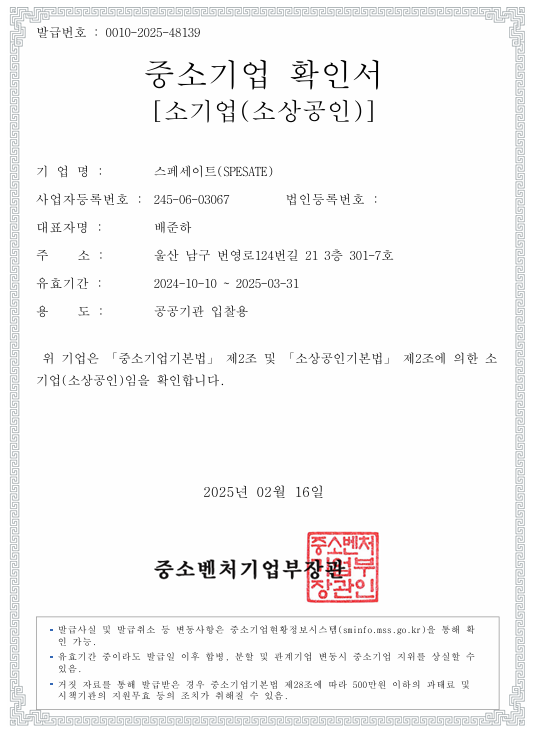 발급번호 : 0010-2025-48139
중소기업 확인서
[소기업(소상공인)]
기 업 명 : 스페세이트(SPESATE)
사업자등록번호 : 245-06-03067 법인등록번호 :
대표자명 : 배준하
주 소 : 울산 남구 번영로124번길 21 3층 301-7호
유효기간 : 2024-10-10 ~ 2025-03-31
용 도 : 공공기관 입찰용
위 기업은 「중소기업기본법」 제2조 및 「소상공인기본법」 제2조에 의한 소
기업(소상공인)임을 확인합니다.
2025년 02월 16일
중소벤처기업부장관
중소벤처
기업부
장관인
- 발급사실 및 발급취소 등 변동사항은 중소기업현황정보시스템(sminfo.mss.go.kr)을 통해 확
인 가능.
- 유효기간 중이라도 발급일 이후 합병, 분할 및 관계기업 변동시 중소기업 지위를 상실할 수
있음.
- 거짓 자료를 통해 발급받은 경우 중소기업기본법 제28조에 따라 500만원 이하의 과태료 및
시책기관의 지원무효 등의 조치가 취해질 수 있음.